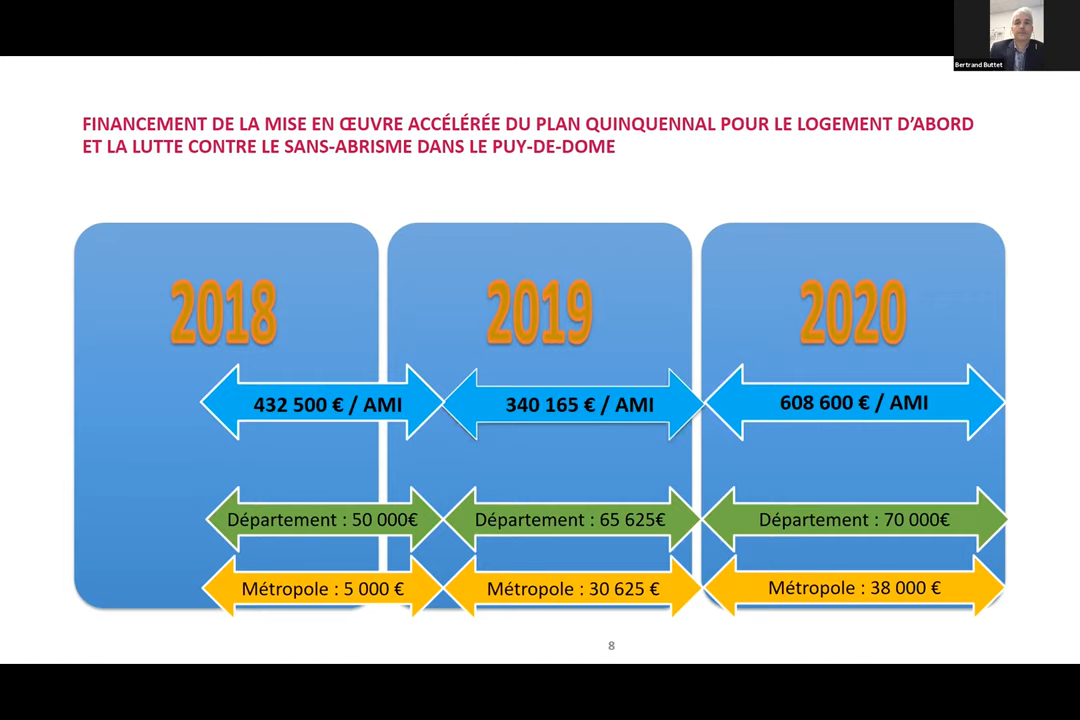 Bertrand Buttet
FINANCEMENT DE LA MISE EN ŒUVRE ACCÉLÉRÉE DU PLAN QUINQUENNAL POUR LE LOGEMENT D’ABORD
ET LA LUTTE CONTRE LE SANS-ABRISME DANS LE PUY-DE-DOME
2018
2019
2020
432 500 € / AMI
340 165 € / AMI
608 600 € / AMI
Département : 50 000€
Département : 65 625€
Département : 70 000€
Métropole : 5 000 €
Métropole : 30 625 €
Métropole : 38 000 €
8